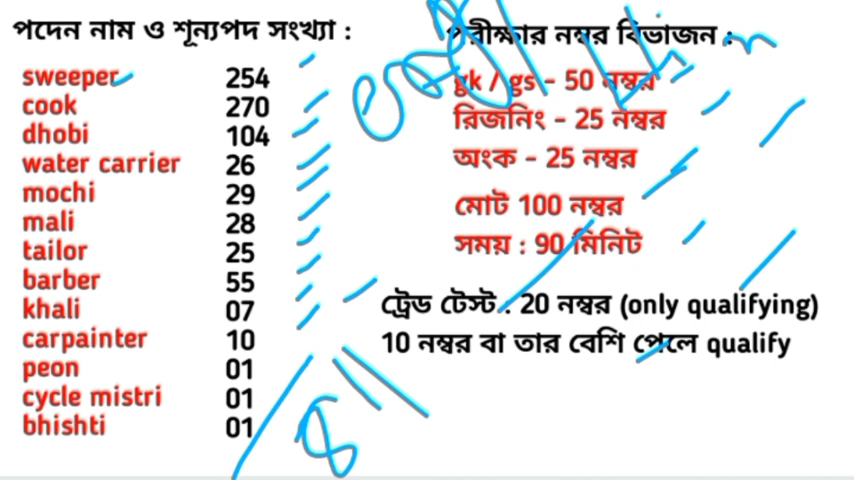 পদেন নাম ও শূন্যপদ সংখ্যা :
sweeper 254
cook 270
dhobi 104
water carrier 26
mochi 29
mali 28
tailor 25
barber 55
khali 07
carpainter 10
peon 01
cycle mistri 01
bhishti 01
পরীক্ষার নম্বর বিভাজন :
gk / gs - 50 নম্বর
রিজনিং - 25 নম্বর
অংক - 25 নম্বর
মোট 100 নম্বর
সময় : 90 মিনিট
ট্রেড টেস্ট : 20 নম্বর (only qualifying)
10 নম্বর বা তার বেশি পেলে qualify